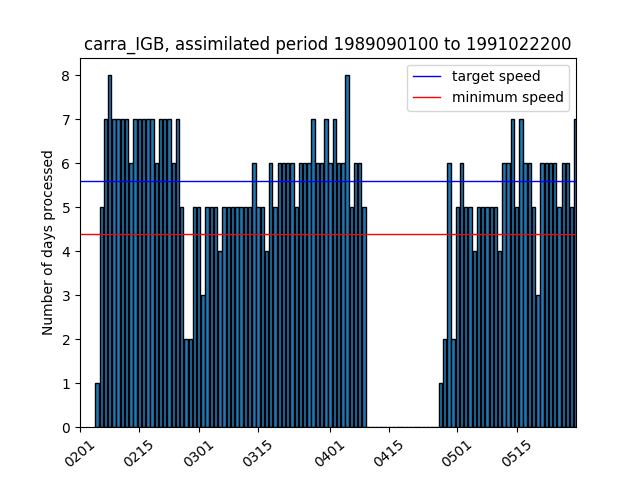 carra_IGB, assimilated period 1989090100 to 1991022200
target speed
minimum speed
Number of days processed
8
7
6
5
4
3
2
1
0
0201 0215 0301 0315 0401 0415 0501 0515